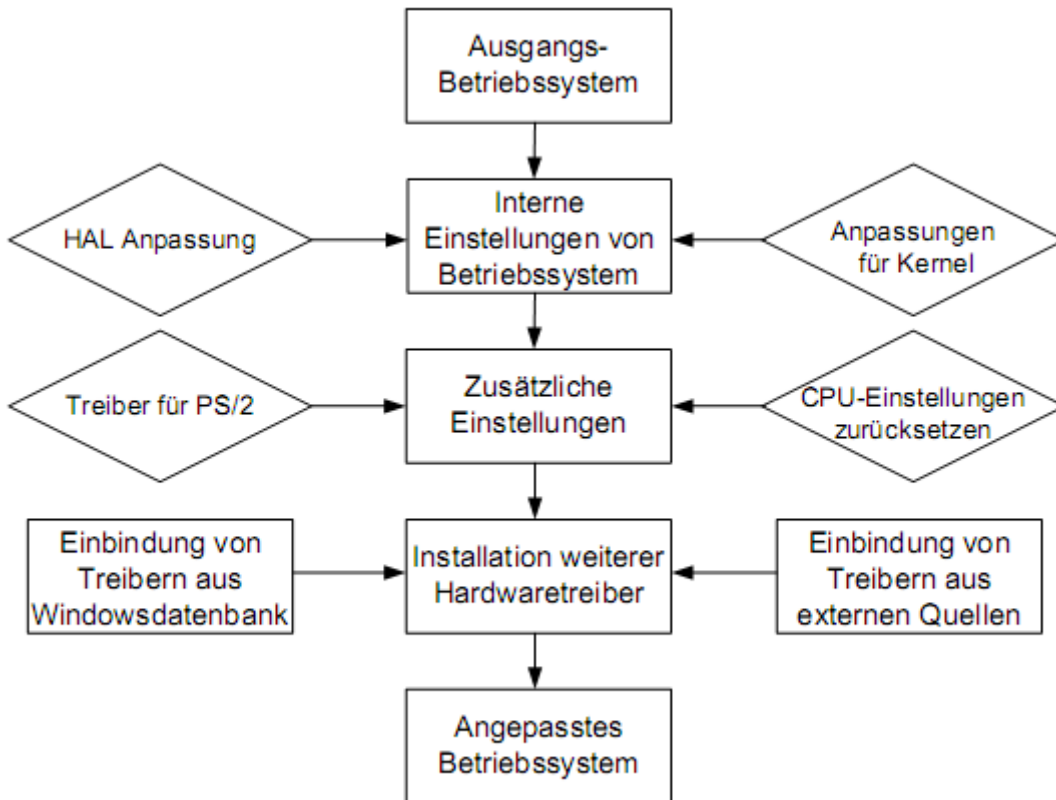 Ausgangs-
Betriebssystem
HAL Anpassung
Interne
Einstellungen von
Betriebssystem
Anpassungen
für Kernel
Treiber für PS/2
Zusätzliche
Einstellungen
CPU-Einstellungen
zurücksetzen
Einbindung von
Treibern aus
Windowsdatenbank
Installation weiterer
Hardwaretreiber
Einbindung von
Treibern aus
externen Quellen
Angepasstes
Betriebssystem